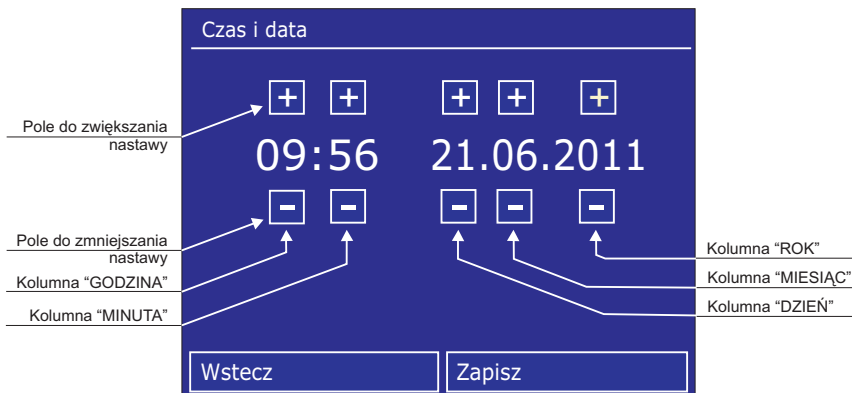 Czas i data
+ + + + +
Pole do zwiększania
nastawy
09:56 21.06.2011
- - - - -
Pole do zmniejszania
nastawy
Kolumna “GODZINA”
Kolumna “MINUTA”
Kolumna “ROK”
Kolumna “MIESIĄC”
Kolumna “DZIEŃ”
Wstecz Zapisz